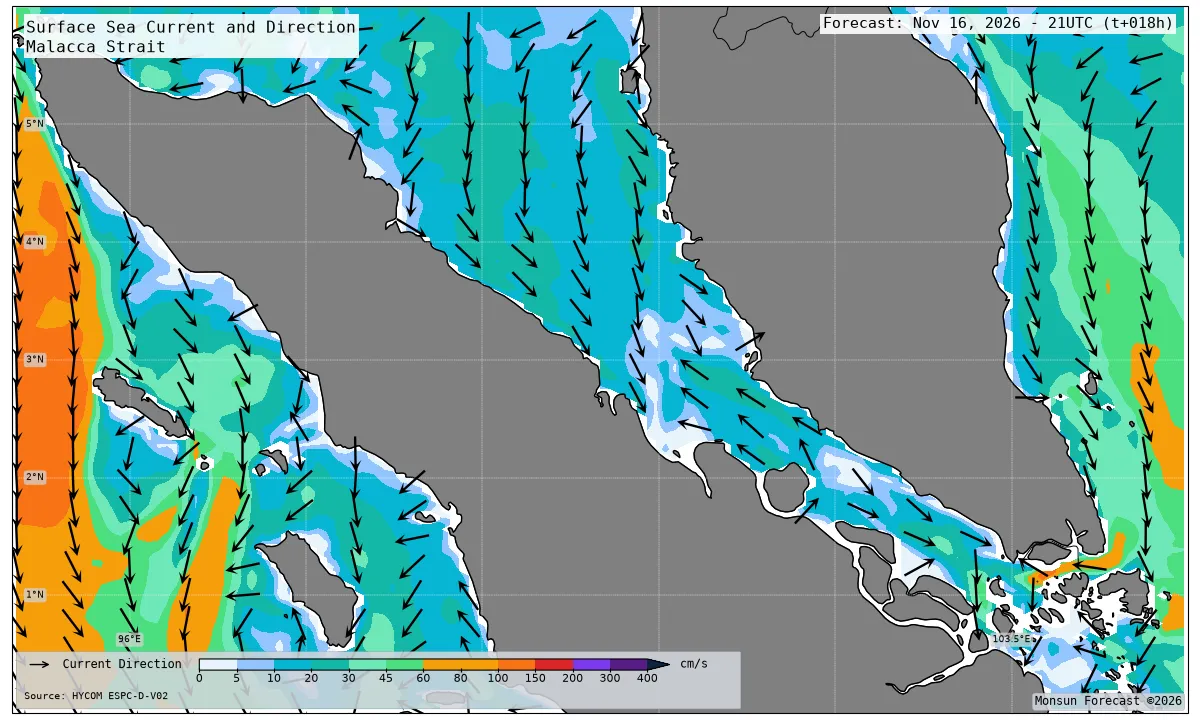 Surface Sea Current and Direction
Malacca Strait
Forecast: Nov 16, 2026 - 21UTC (t+018h)
5°N
4°N
3°N
2°N
1°N
96°E
103.5°E
Current Direction
0 5 10 20 30 45 60 80 100 150 200 300 400
cm/s
Source: HYCOM ESPC-D-V02
Monsun Forecast ©2026